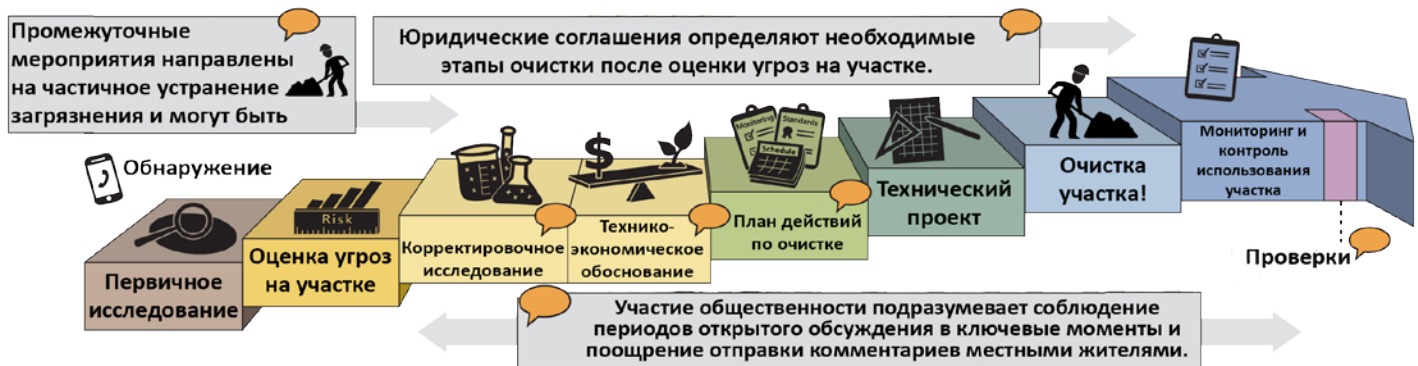 Промежуточные
мероприятия направлены
на частичное устранение
загрязнения и могут быть
Юридические соглашения определяют необходимые
этапы очистки после оценки угроз на участке.
Обнаружение
Первичное
исследование
Risk
Оценка угроз
на участке
Корректировочное
исследование
$
Технико-
экономическое
обоснование
Monitoring
Standards
Schedule
План действий
по очистке
Технический
проект
Очистка
участка!
Мониторинг и
контроль
использования
участка
Проверки
Участие общественности подразумевает соблюдение
периодов открытого обсуждения в ключевые моменты и
поощрение отправки комментариев местными жителями.